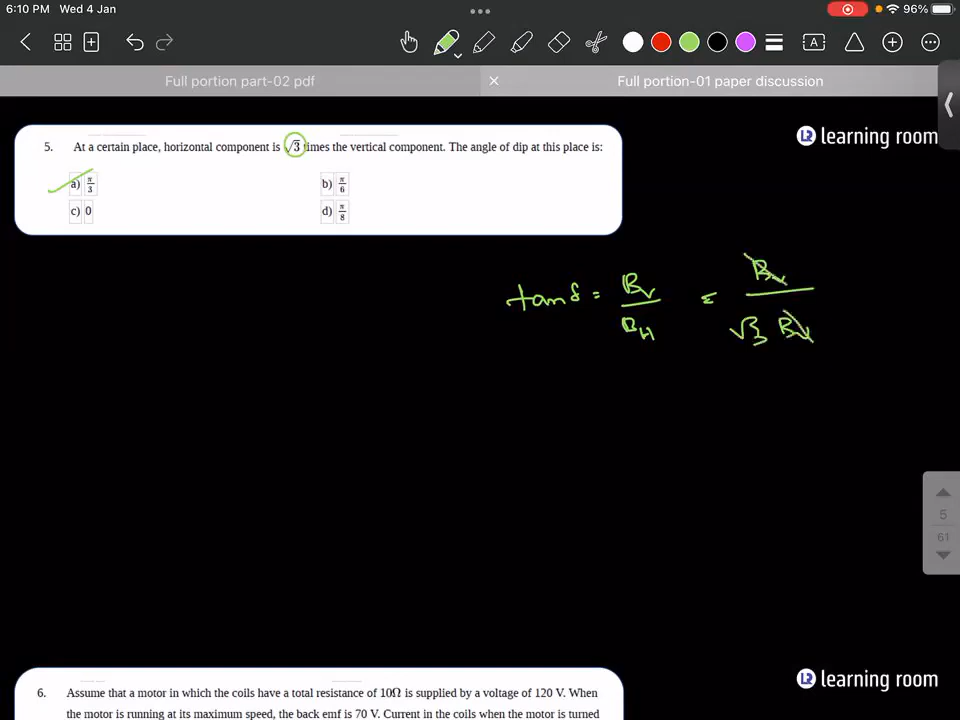 6:10 PM Wed 4 Jan
96%
A
Full portion part-02 pdf
Full portion-01 paper discussion
LR learning room
5. At a certain place, horizontal component is √3 times the vertical component. The angle of dip at this place is:
a) π/3 b) π/6
c) 0 d) π/8
tan δ = Bv/BH = Bv/√3 Bv
5
61
LR learning room
6. Assume that a motor in which the coils have a total resistance of 10Ω is supplied by a voltage of 120 V. When
the motor is running at its maximum speed, the back emf is 70 V. Current in the coils when the motor is turned